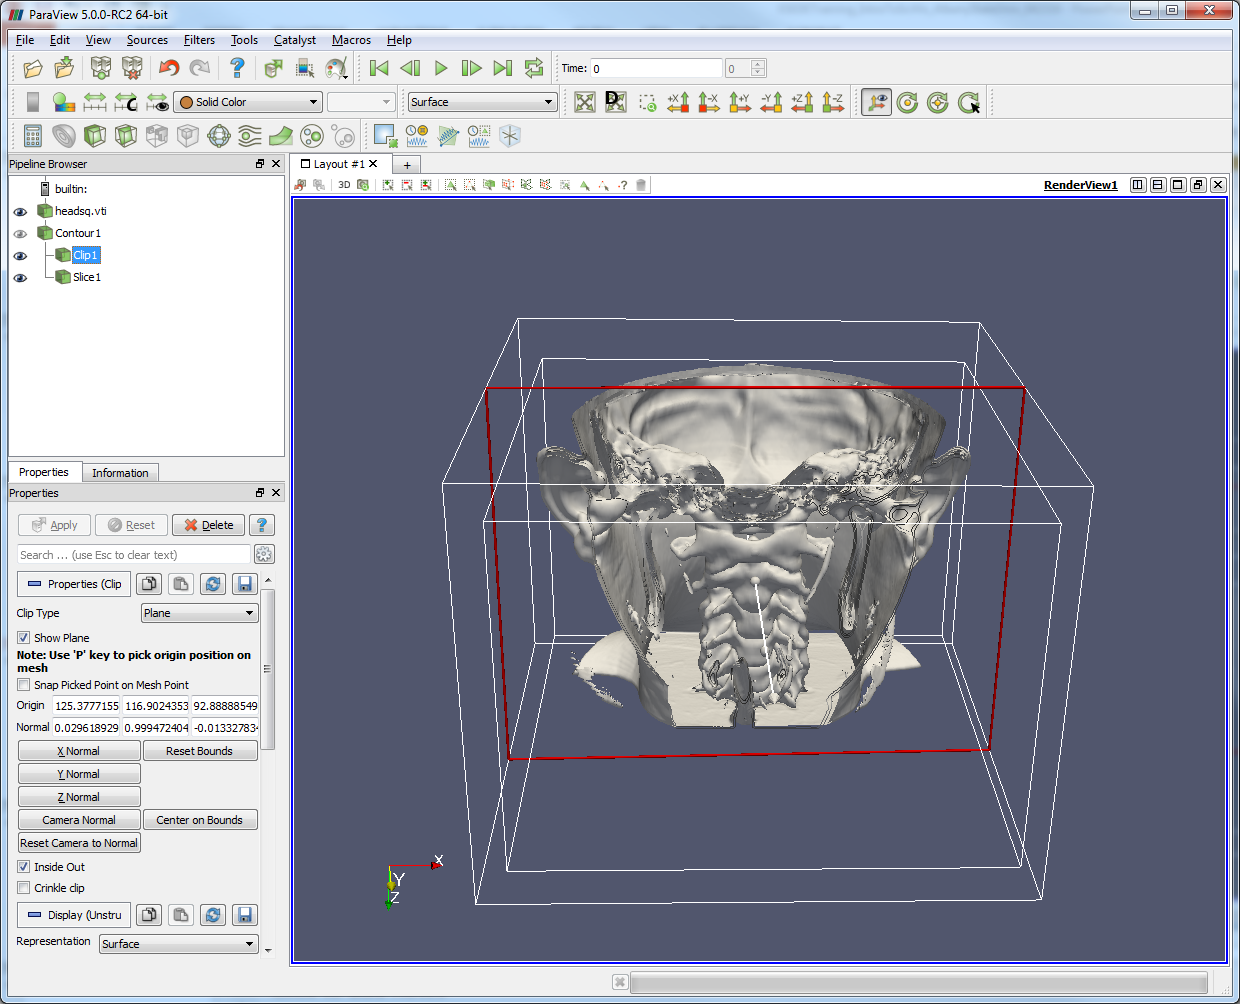 ParaView 5.0.0-RC2 64-bit
File Edit View Sources Filters Tools Catalyst Macros Help
Time: 0 0
Solid Color Surface
+X -X +Y -Y +Z -Z
Pipeline Browser
Layout #1
3D
RenderView1
builtin:
headsq.vti
Contour1
Clip1
Slice1
Properties Information
Properties
Apply Reset Delete ?
Search ... (use Esc to clear text)
Properties (Clip
Clip Type Plane
Show Plane
Note: Use 'P' key to pick origin position on
mesh
Snap Picked Point on Mesh Point
Origin 125.3777155 116.9024353 92.88888549
Normal 0.029618929 0.999472404 -0.01332783
X Normal Reset Bounds
Y Normal
Z Normal
Camera Normal Center on Bounds
Reset Camera to Normal
Inside Out
Crinkle clip
Display (Unstru
Representation Surface
X
Y
Z